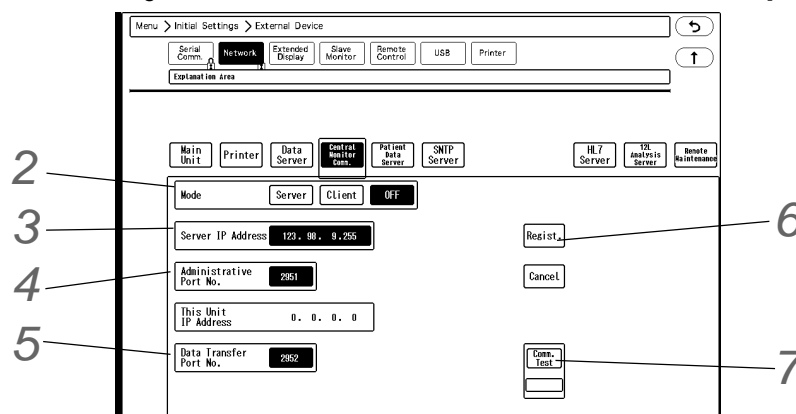 Menu > Initial Settings > External Device
Serial Comm. Network Extended Display Slave Monitor Remote Control USB Printer
Explanation Area
Main Unit Printer Data Server Central Monitor Comm. Patient Data Server SNTP Server HL7 Server 12L Analysis Server Remote Maintenance
2 Mode Server Client OFF
3 Server IP Address 123. 98. 9.255 Regist. 6
4 Administrative Port No. 2951 Cancel
This Unit IP Address 0. 0. 0. 0
5 Data Transfer Port No. 2952 Comm. Test 7